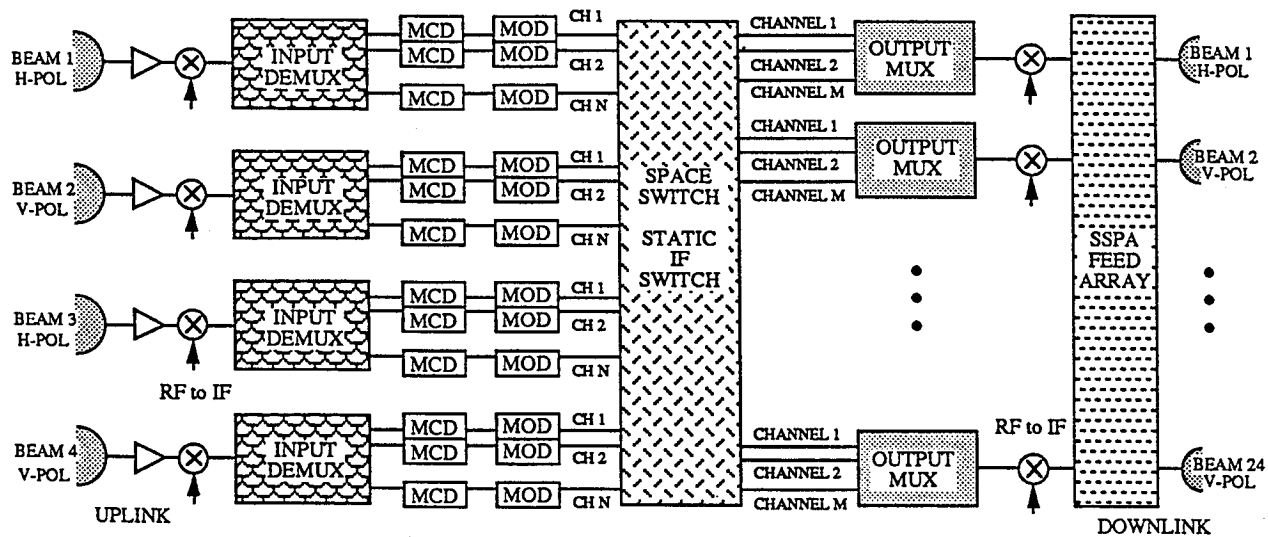 BEAM 1
H-POL
INPUT
DEMUX
MCD MOD CH 1
MCD MOD CH 2
MCD MOD CH N
BEAM 2
V-POL
INPUT
DEMUX
MCD MOD CH 1
MCD MOD CH 2
MCD MOD CH N
BEAM 3
H-POL
RF to IF
INPUT
DEMUX
MCD MOD CH 1
MCD MOD CH 2
MCD MOD CH N
BEAM 4
V-POL
UPLINK
INPUT
DEMUX
MCD MOD CH 1
MCD MOD CH 2
MCD MOD CH N
SPACE
SWITCH
STATIC
IF
SWITCH
CHANNEL 1
CHANNEL 2
CHANNEL M
OUTPUT
MUX
CHANNEL 1
CHANNEL 2
CHANNEL M
OUTPUT
MUX
CHANNEL 1
CHANNEL 2
CHANNEL M
OUTPUT
MUX
RF to IF
SSPA
FEED
ARRAY
BEAM 1
H-POL
BEAM 2
V-POL
BEAM 24
V-POL
DOWNLINK